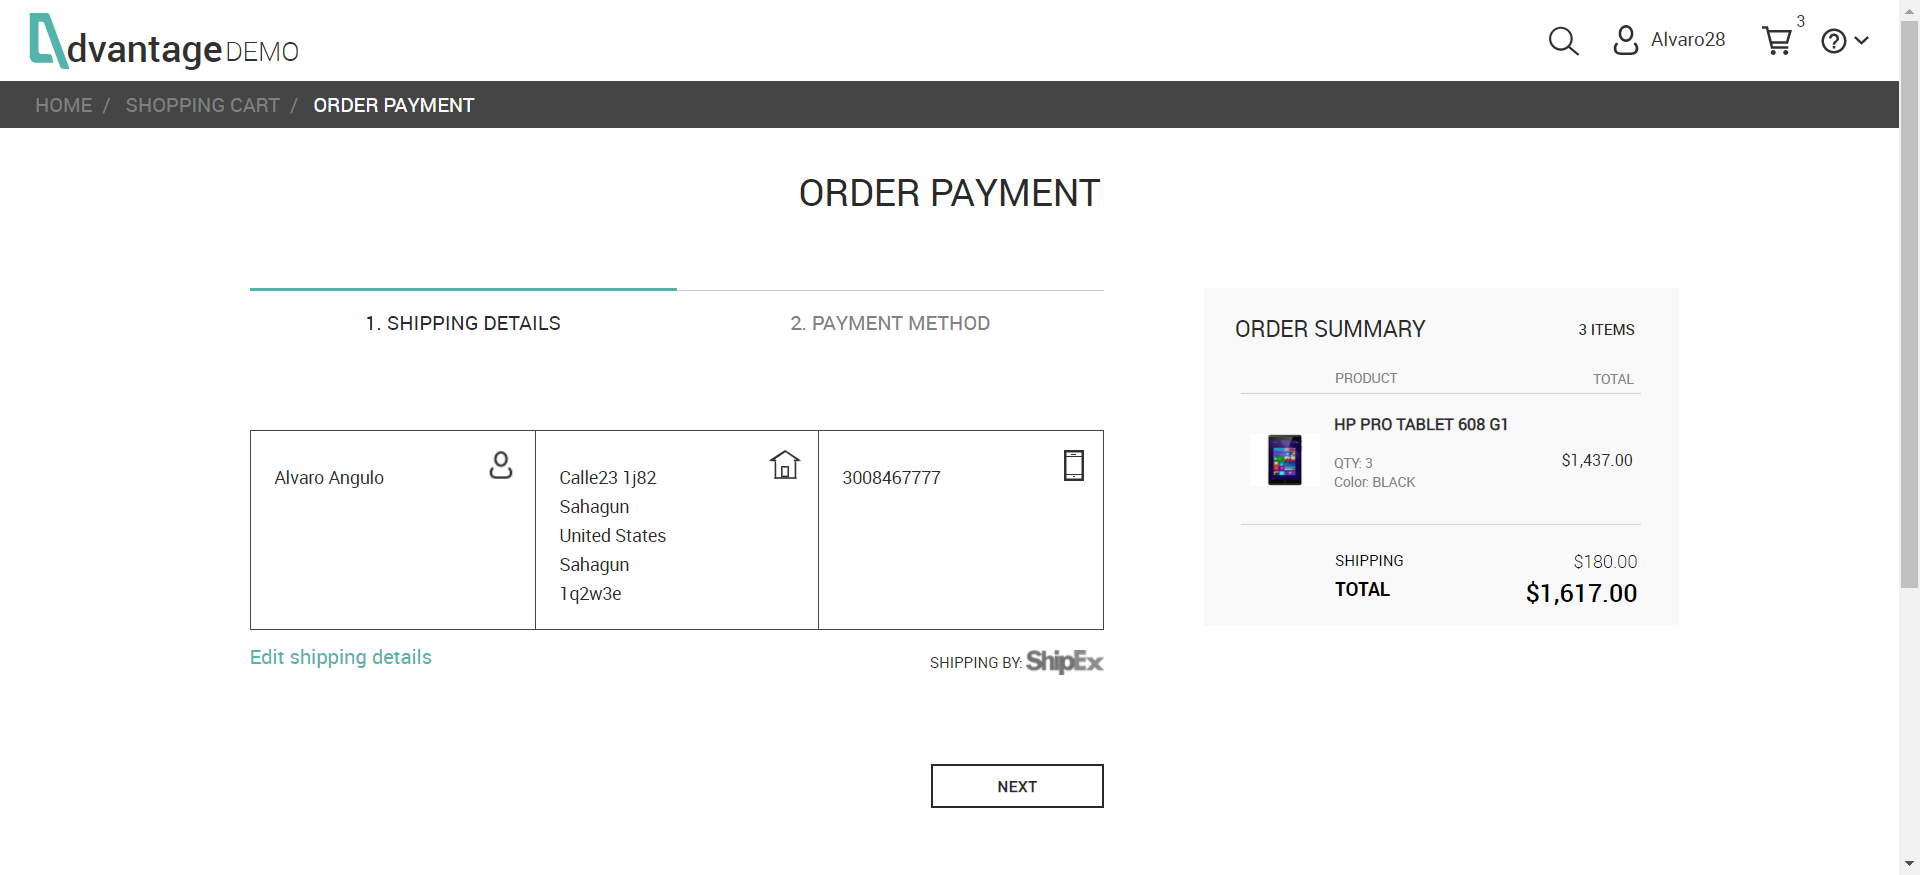 dvantage DEMO
Alvaro28
3
HOME / SHOPPING CART / ORDER PAYMENT
ORDER PAYMENT
1. SHIPPING DETAILS
2. PAYMENT METHOD
Alvaro Angulo
Calle23 1j82
Sahagun
United States
Sahagun
1q2w3e
3008467777
Edit shipping details
SHIPPING BY: ShipEx
NEXT
ORDER SUMMARY
3 ITEMS
PRODUCT
TOTAL
HP PRO TABLET 608 G1
QTY: 3
Color: BLACK
$1,437.00
SHIPPING
$180.00
TOTAL
$1,617.00